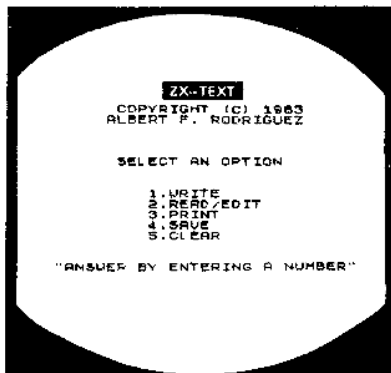 ZX-TEXT
COPYRIGHT (C) 1983
ALBERT F. RODRIGUEZ
SELECT AN OPTION
1.WRITE
2.READ/EDIT
3.PRINT
4.SAVE
5.CLEAR
"ANSWER BY ENTERING A NUMBER"